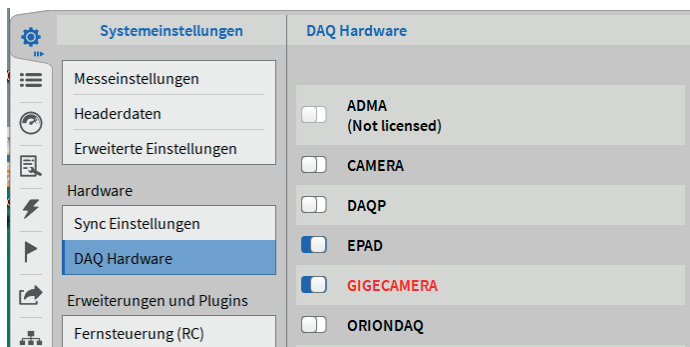 Systemeinstellungen
DAQ Hardware
Messeinstellungen
Headerdaten
Erweiterte Einstellungen
Hardware
Sync Einstellungen
DAQ Hardware
Erweiterungen und Plugins
Fernsteuerung (RC)
ADMA
(Not licensed)
CAMERA
DAQP
EPAD
GIGECAMERA
ORIONDAQ